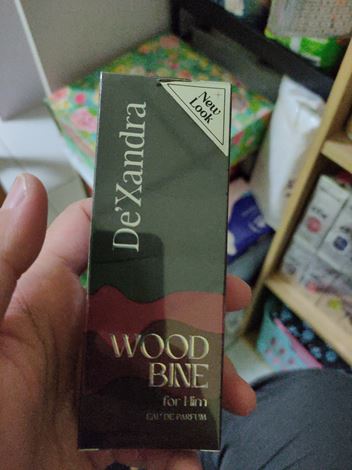 New
Look
De'Xandra
WOOD
BINE
for Him
EAU DE PARFUM